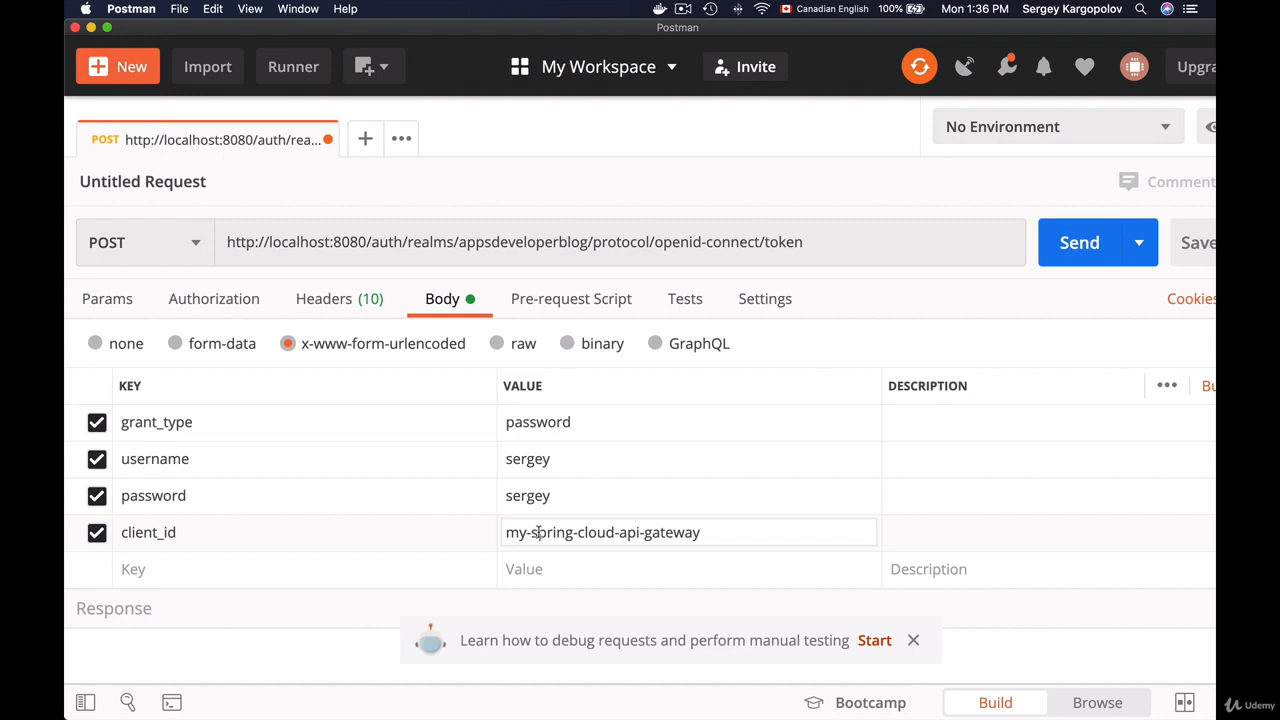 Postman File Edit View Window Help Canadian English 100% Mon 1:36 PM Sergey Kargopolov
Postman
New Import Runner My Workspace Invite Upgra
POST http://localhost:8080/auth/rea... No Environment
Untitled Request Comment
POST http://localhost:8080/auth/realms/appsdeveloperblog/protocol/openid-connect/token Send Save
Params Authorization Headers (10) Body Pre-request Script Tests Settings Cookies
none form-data x-www-form-urlencoded raw binary GraphQL
KEY VALUE DESCRIPTION Bu
grant_type password
username sergey
password sergey
client_id my-spring-cloud-api-gateway
Key Value Description
Response
Learn how to debug requests and perform manual testing Start
Bootcamp Build Browse
Udemy